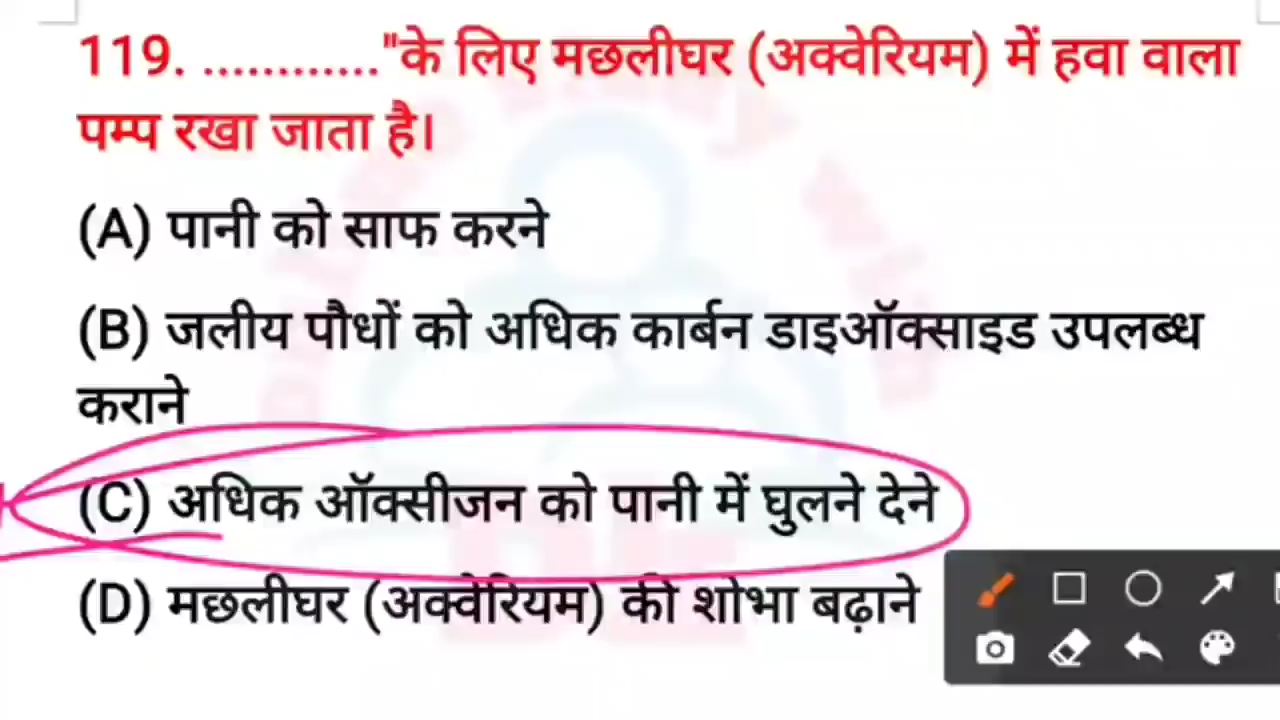 119. ............"के लिए मछलीघर (अक्वेरियम) में हवा वाला
पम्प रखा जाता है।
(A) पानी को साफ करने
(B) जलीय पौधों को अधिक कार्बन डाइऑक्साइड उपलब्ध
कराने
(C) अधिक ऑक्सीजन को पानी में घुलने देने
(D) मछलीघर (अक्वेरियम) की शोभा बढ़ाने